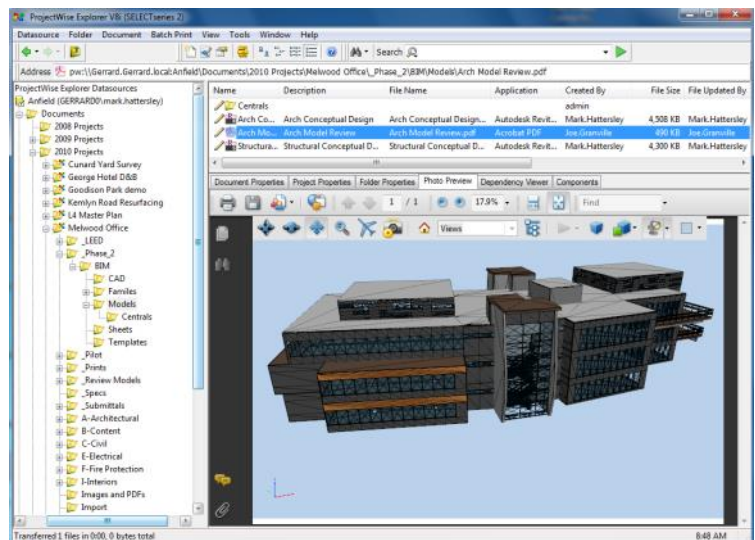 ProjectWise Explorer V8i (SELECTseries 2)
Datasource Folder Document Batch Print View Tools Window Help
Search
Address pw:\\Gerrard.Gerrard.local:Anfield\Documents\2010 Projects\Melwood Office\_Phase_2\BIM\Models\Arch Model Review.pdf
ProjectWise Explorer Datasources
Anfield (GERRARD0\mark.hattersley)
Documents
2008 Projects
2009 Projects
2010 Projects
Cunard Yard Survey
George Hotel D&B
Goodison Park demo
Kemlyn Road Resurfacing
L4 Master Plan
Melwood Office
_LEED
_Phase_2
BIM
CAD
Familes
Models
Centrals
Sheets
Templates
_Pilot
_Prints
_Review Models
_Specs
_Submittals
A-Architectural
B-Content
C-Civil
E-Electrical
F-Fire Protection
I-Interiors
Images and PDFs
Import
Name Description File Name Application Created By File Size File Updated By
Centrals admin
Arch Co... Arch Conceptual Design Arch Conceptual Design... Autodesk Revit... Mark.Hattersley 4,508 KB Mark.Hattersley
Arch Mo... Arch Model Review Arch Model Review.pdf Acrobat PDF Joe.Granville 490 KB Joe.Granville
Structura... Structural Conceptual D... Structural Conceptual D... Autodesk Revit... Mark.Hattersley 4,300 KB Mark.Hattersley
Document Properties Project Properties Folder Properties Photo Preview Dependency Viewer Components
1 / 1 17.9% Find
Views
Transferred 1 files in 0:00, 0 bytes total
8:48 AM